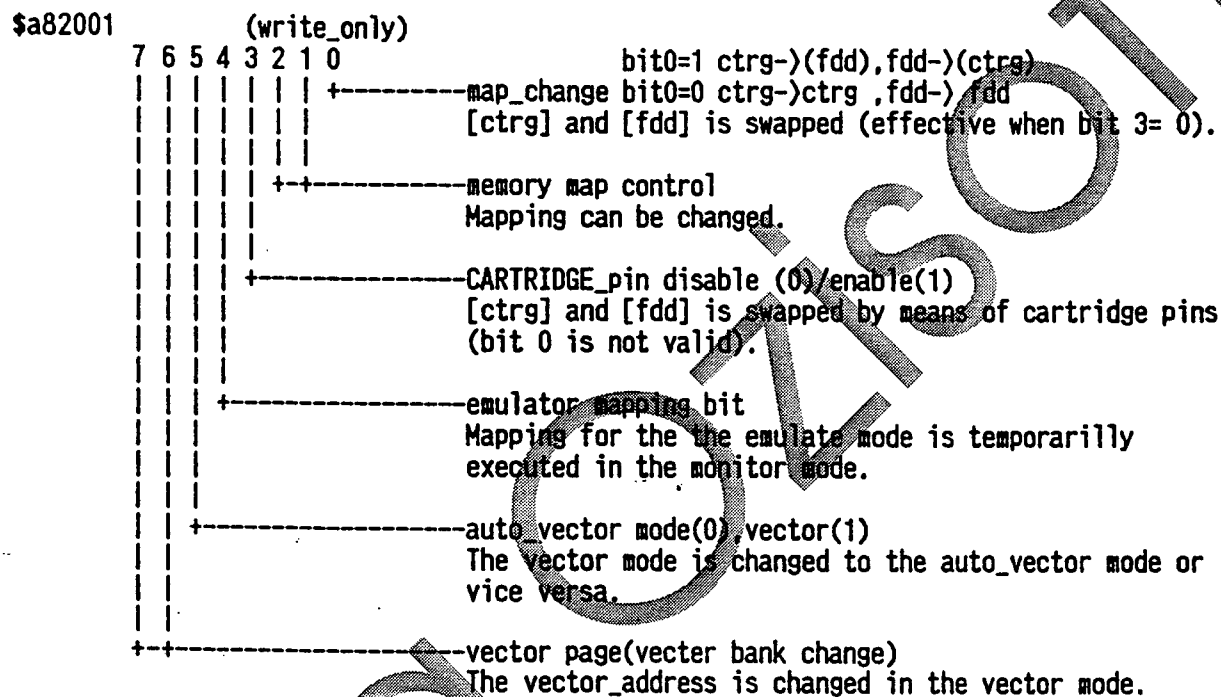 $a82001 (write_only)
7 6 5 4 3 2 1 0 bit0=1 ctrg->(fdd),fdd->(ctrg)
| | | | | | | +---------map_change bit0=0 ctrg->ctrg ,fdd->,fdd
| | | | | | | [ctrg] and [fdd] is swapped (effective when bit 3= 0).
| | | | | | |
| | | | | +-+-----------memory map control
| | | | | Mapping can be changed.
| | | | |
| | | | +---------------CARTRIDGE_pin disable (0)/enable(1)
| | | | [ctrg] and [fdd] is swapped by means of cartridge pins
| | | | (bit 0 is not valid).
| | | |
| | | +-----------------emulator mapping bit
| | | Mapping for the the emulate mode is temporarilly
| | | executed in the monitor mode.
| | |
| | +-------------------auto_vector mode(0),vector(1)
| | The vector mode is changed to the auto_vector mode or
| | vice versa.
| |
+-+---------------------vector page(vecter bank change)
The vector_address is changed in the vector mode.